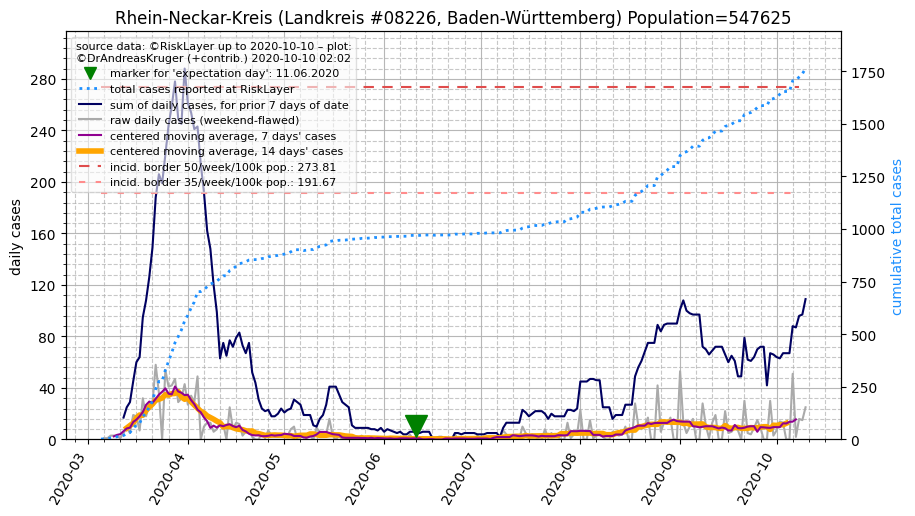 Rhein-Neckar-Kreis (Landkreis #08226, Baden-Württemberg) Population=547625
source data: ©RiskLayer up to 2020-10-10 – plot:
©DrAndreasKruger (+contrib.) 2020-10-10 02:02
marker for 'expectation day': 11.06.2020
total cases reported at RiskLayer
sum of daily cases, for prior 7 days of date
raw daily cases (weekend-flawed)
centered moving average, 7 days' cases
centered moving average, 14 days' cases
incid. border 50/week/100k pop.: 273.81
incid. border 35/week/100k pop.: 191.67
daily cases
280
240
200
160
120
80
40
0
cumulative total cases
1750
1500
1250
1000
750
500
250
0
2020-03
2020-04
2020-05
2020-06
2020-07
2020-08
2020-09
2020-10